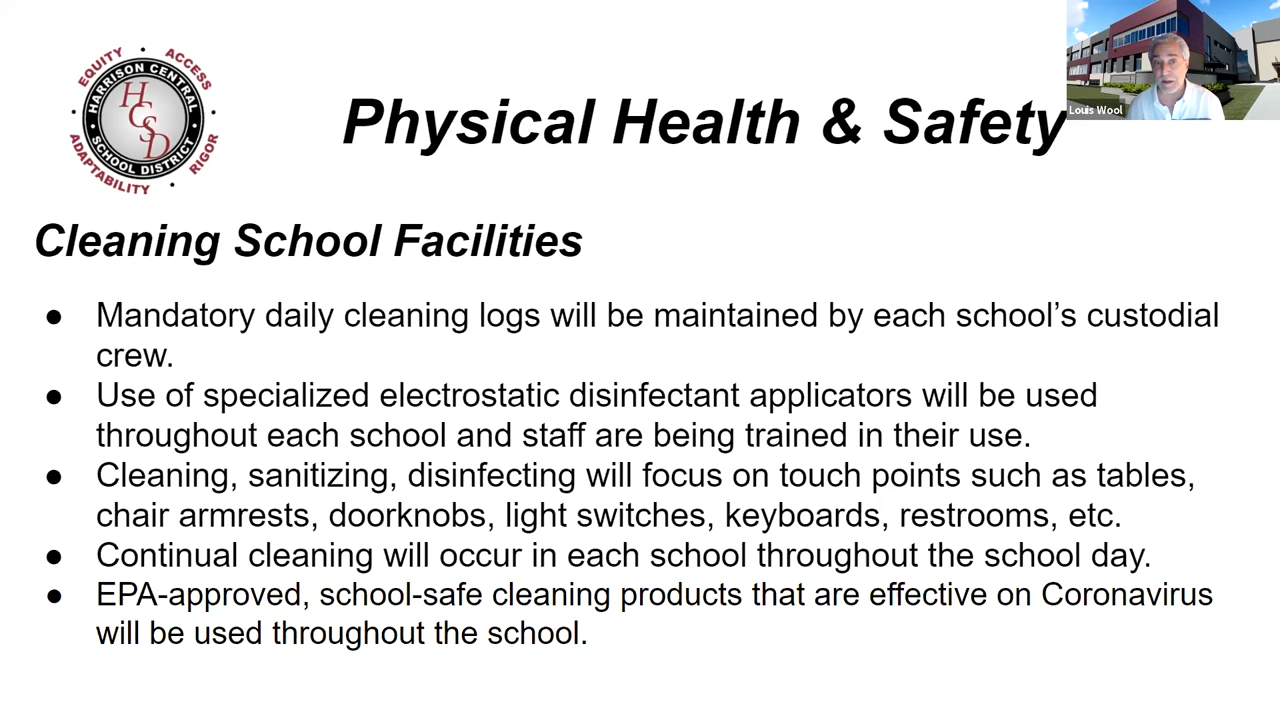 EQUITY • ACCESS
HARRISON CENTRAL
HCSD
• SCHOOL DISTRICT •
ADAPTABILITY • RIGOR
Louis Wool
Physical Health & Safety
Cleaning School Facilities
● Mandatory daily cleaning logs will be maintained by each school’s custodial
crew.
● Use of specialized electrostatic disinfectant applicators will be used
throughout each school and staff are being trained in their use.
● Cleaning, sanitizing, disinfecting will focus on touch points such as tables,
chair armrests, doorknobs, light switches, keyboards, restrooms, etc.
● Continual cleaning will occur in each school throughout the school day.
● EPA-approved, school-safe cleaning products that are effective on Coronavirus
will be used throughout the school.